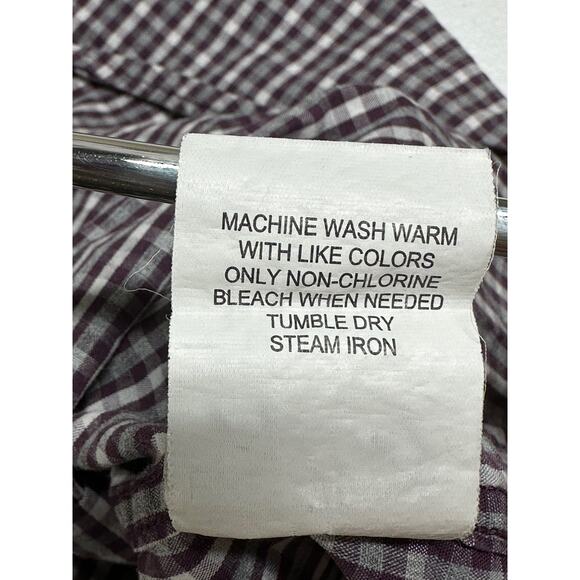 MACHINE WASH WARM
WITH LIKE COLORS
ONLY NON-CHLORINE
BLEACH WHEN NEEDED
TUMBLE DRY
STEAM IRON